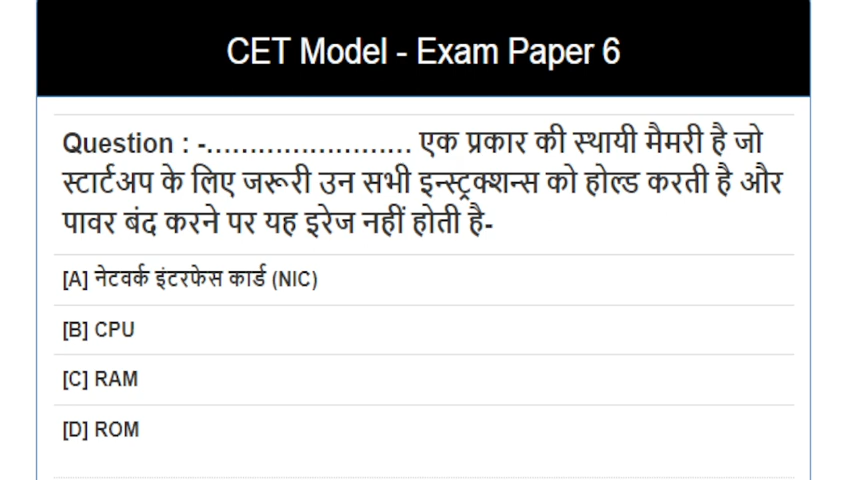 CET Model - Exam Paper 6
Question : -........................ एक प्रकार की स्थायी मैमरी है जो
स्टार्टअप के लिए जरूरी उन सभी इन्स्ट्रक्शन्स को होल्ड करती है और
पावर बंद करने पर यह इरेज नहीं होती है-
[A] नेटवर्क इंटरफेस कार्ड (NIC)
[B] CPU
[C] RAM
[D] ROM